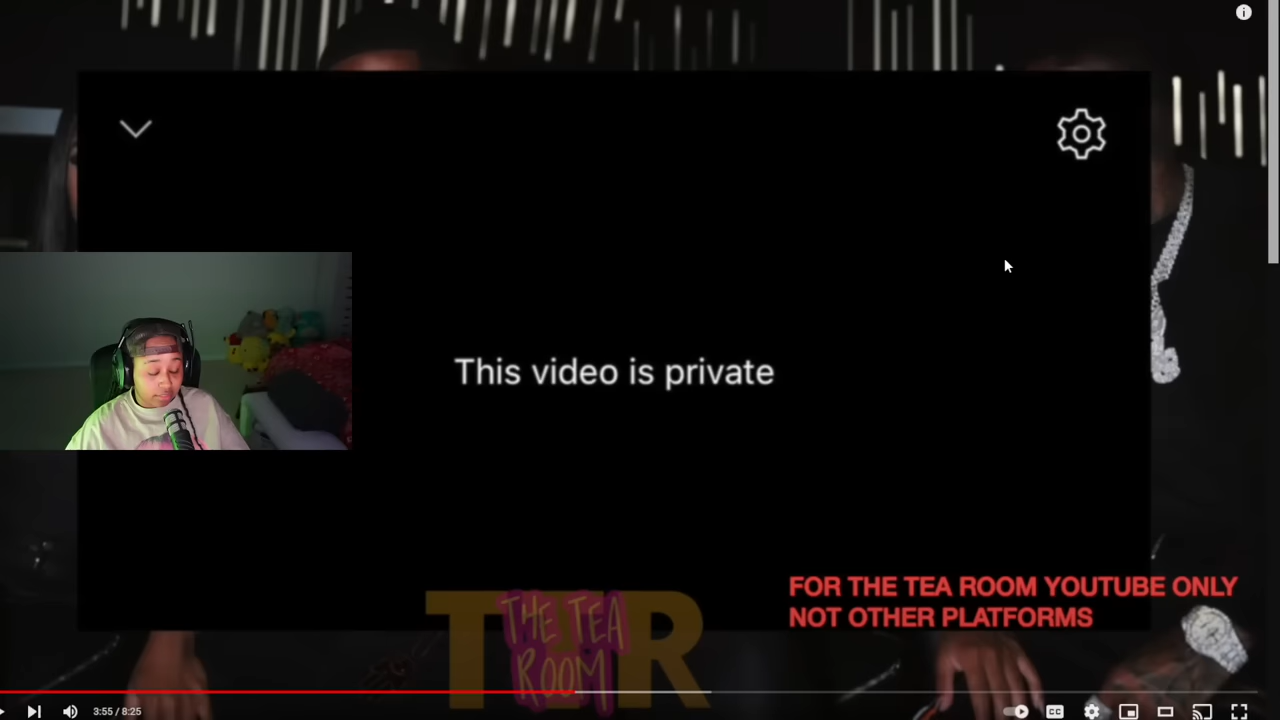 This video is private
FOR THE TEA ROOM YOUTUBE ONLY
NOT OTHER PLATFORMS
THE TEA
ROOM
3:55 / 8:25
CC